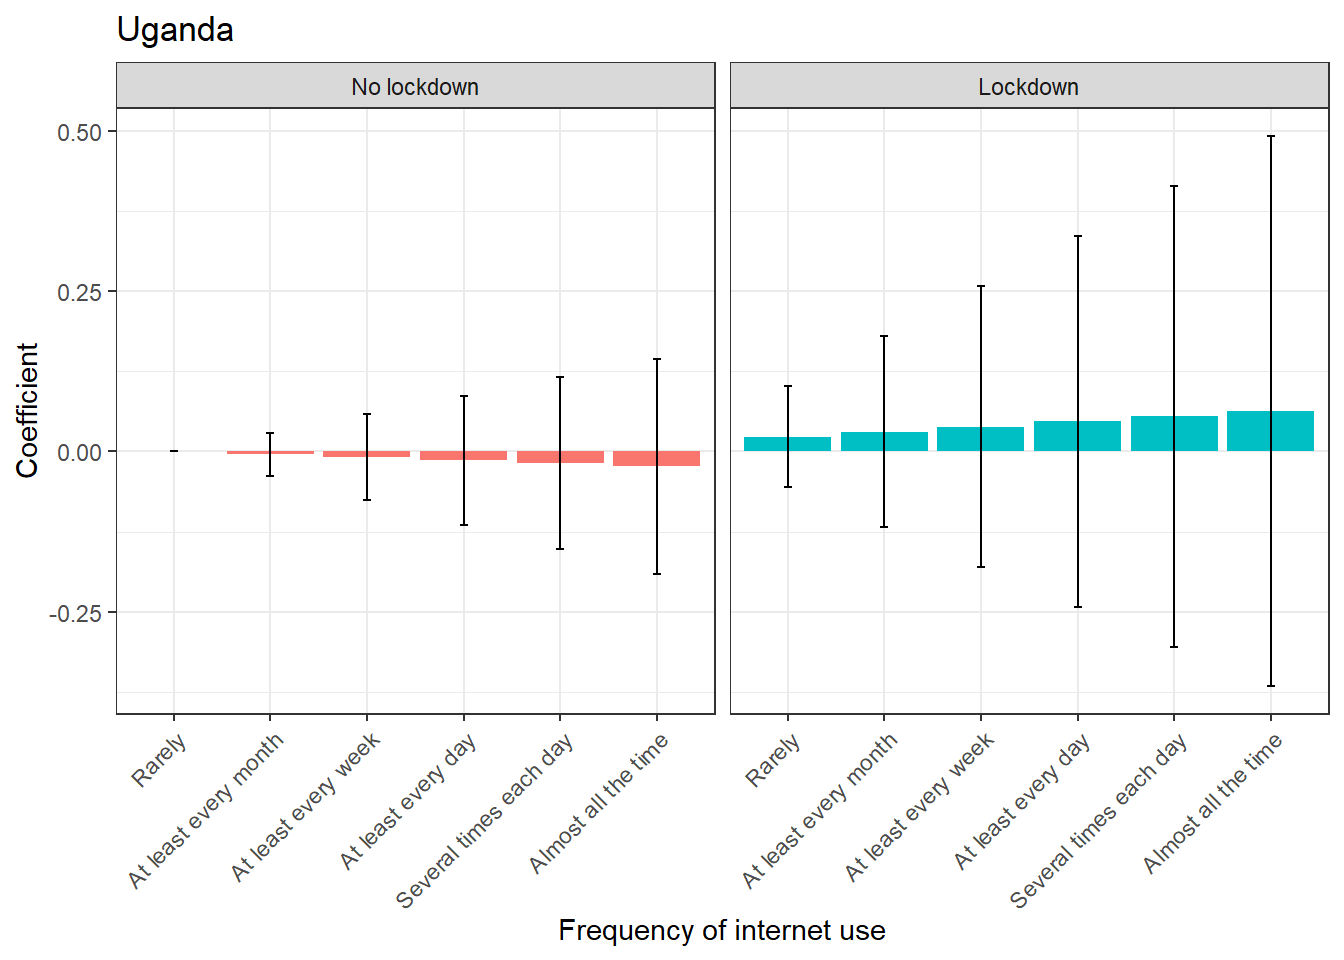 Uganda
No lockdown
Lockdown
Coefficient
0.50
0.25
0.00
-0.25
Rarely
At least every month
At least every week
At least every day
Several times each day
Almost all the time
Rarely
At least every month
At least every week
At least every day
Several times each day
Almost all the time
Frequency of internet use